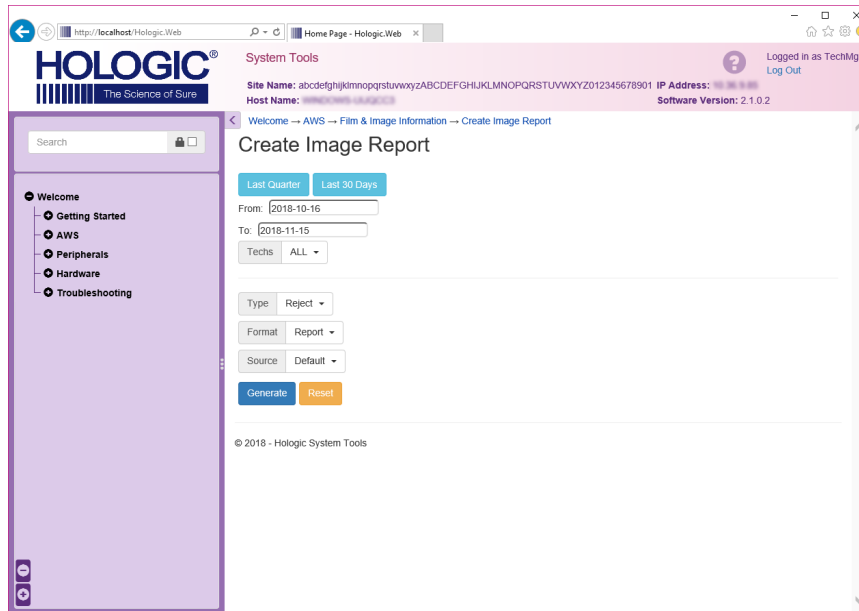 http://localhost/Hologic.Web
Home Page - Hologic.Web
HOLOGIC®
The Science of Sure
System Tools
Logged in as TechMg
Log Out
Site Name: abcdefghijklmnopqrstuvwxyzABCDEFGHIJKLMNOPQRSTUVWXYZ012345678901 IP Address:
Host Name:
Software Version: 2.1.0.2
Search
Welcome → AWS → Film & Image Information → Create Image Report
Create Image Report
Last Quarter Last 30 Days
From: 2018-10-16
To: 2018-11-15
Techs ALL
Type Reject
Format Report
Source Default
Generate Reset
© 2018 - Hologic System Tools
Welcome
Getting Started
AWS
Peripherals
Hardware
Troubleshooting